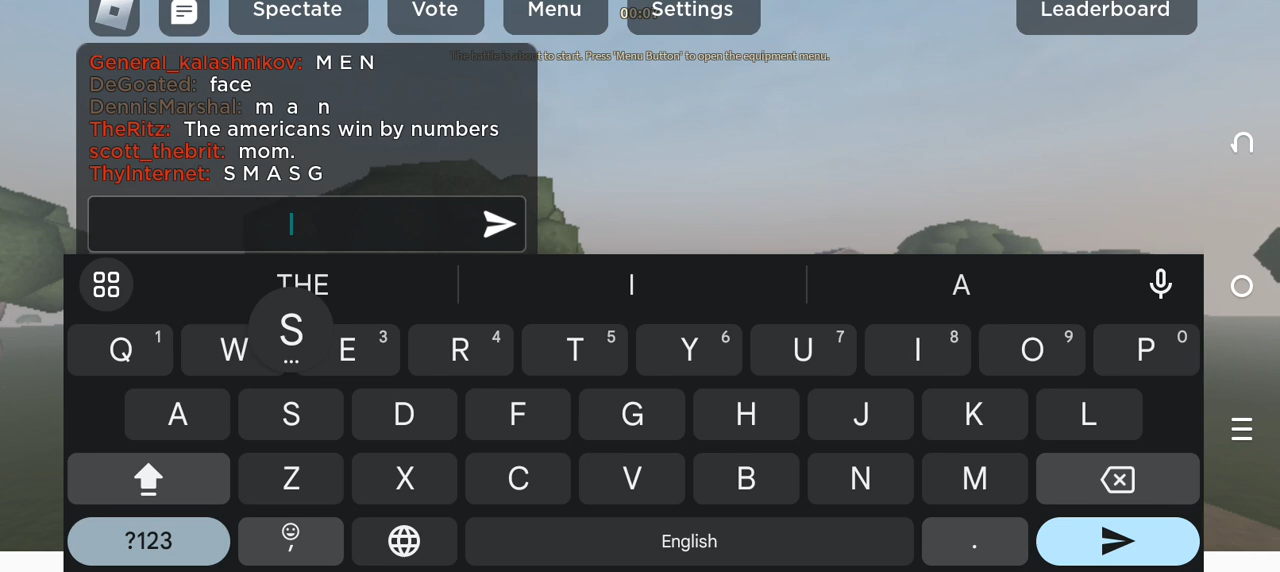 Spectate
Vote
Menu
Settings
Leaderboard
The battle is about to start. Press 'Menu Button' to open the equipment menu.
General_kalashnikov: M E N
DeGoated: face
DennisMarshal: m a n
TheRitz: The americans win by numbers
scott_thebrit: mom.
ThyInternet: S M A S G
THE I A
S
Q 1 W E 3 R 4 T 5 Y 6 U 7 I 8 O 9 P 0
A S D F G H J K L
Z X C V B N M
?123 , English .